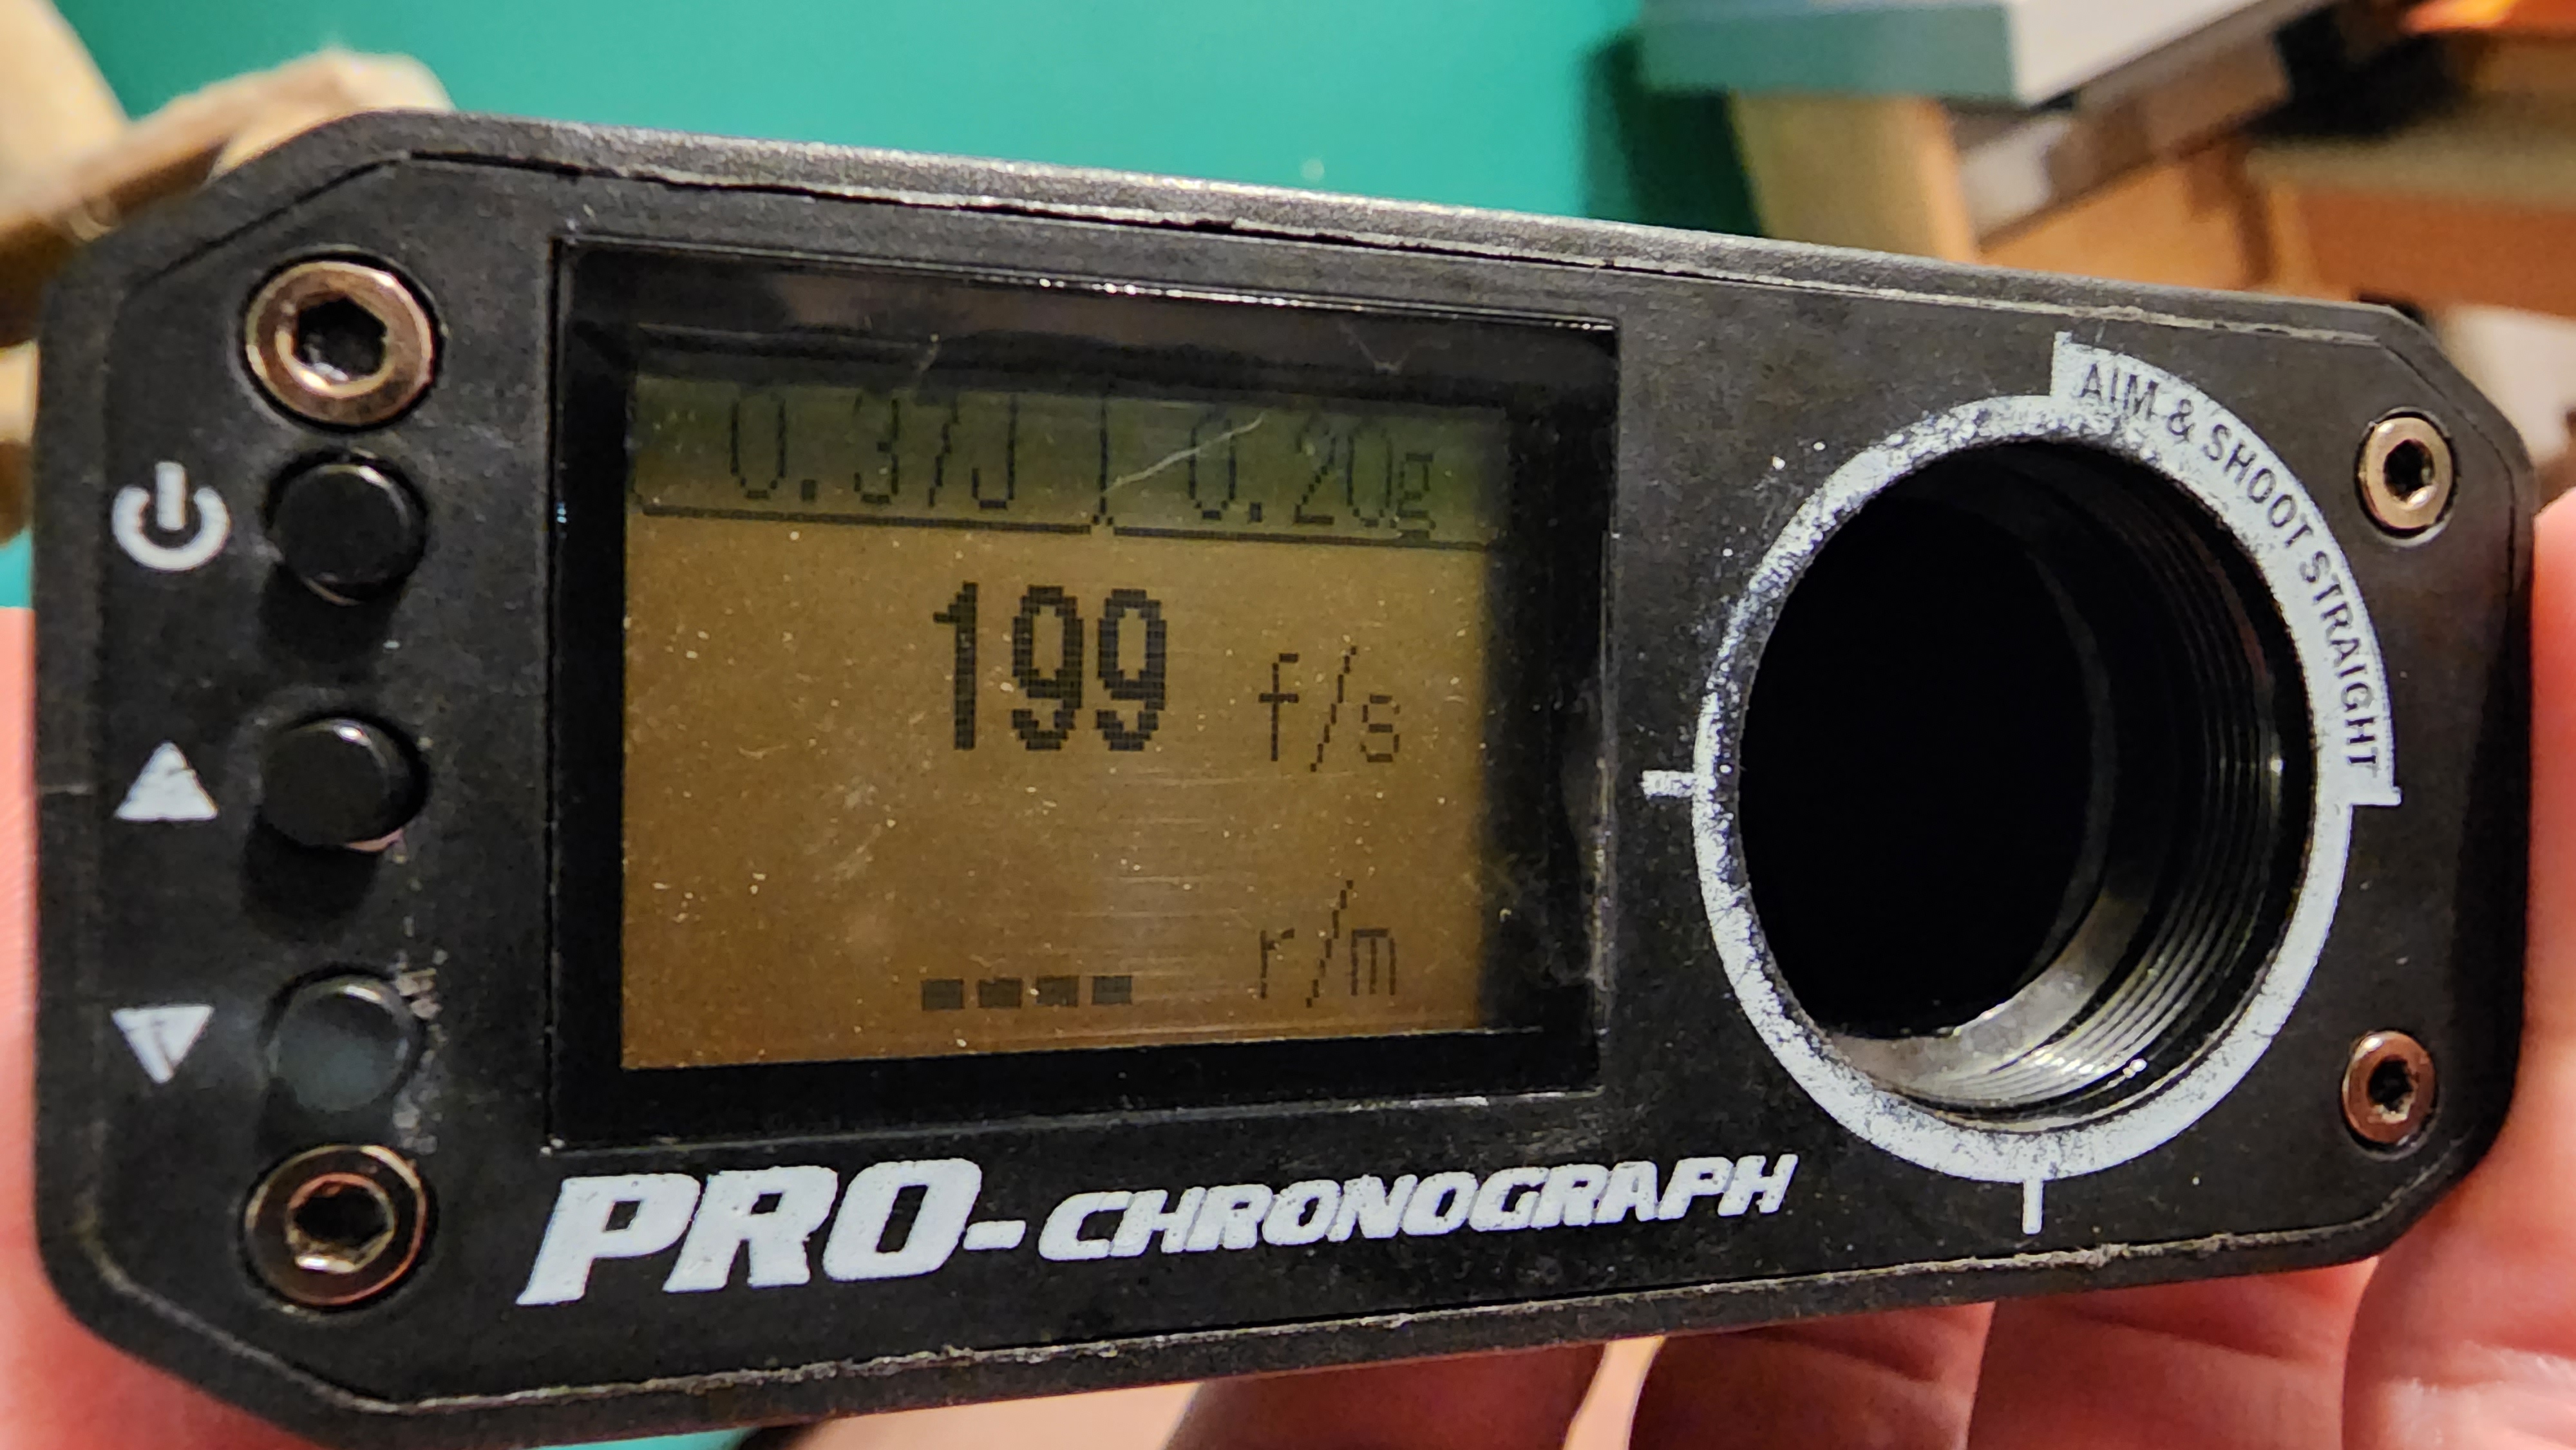 0.37J 0.20g
199 f/s
---- r/m
AIM & SHOOT STRAIGHT
PRO-CHRONOGRAPH